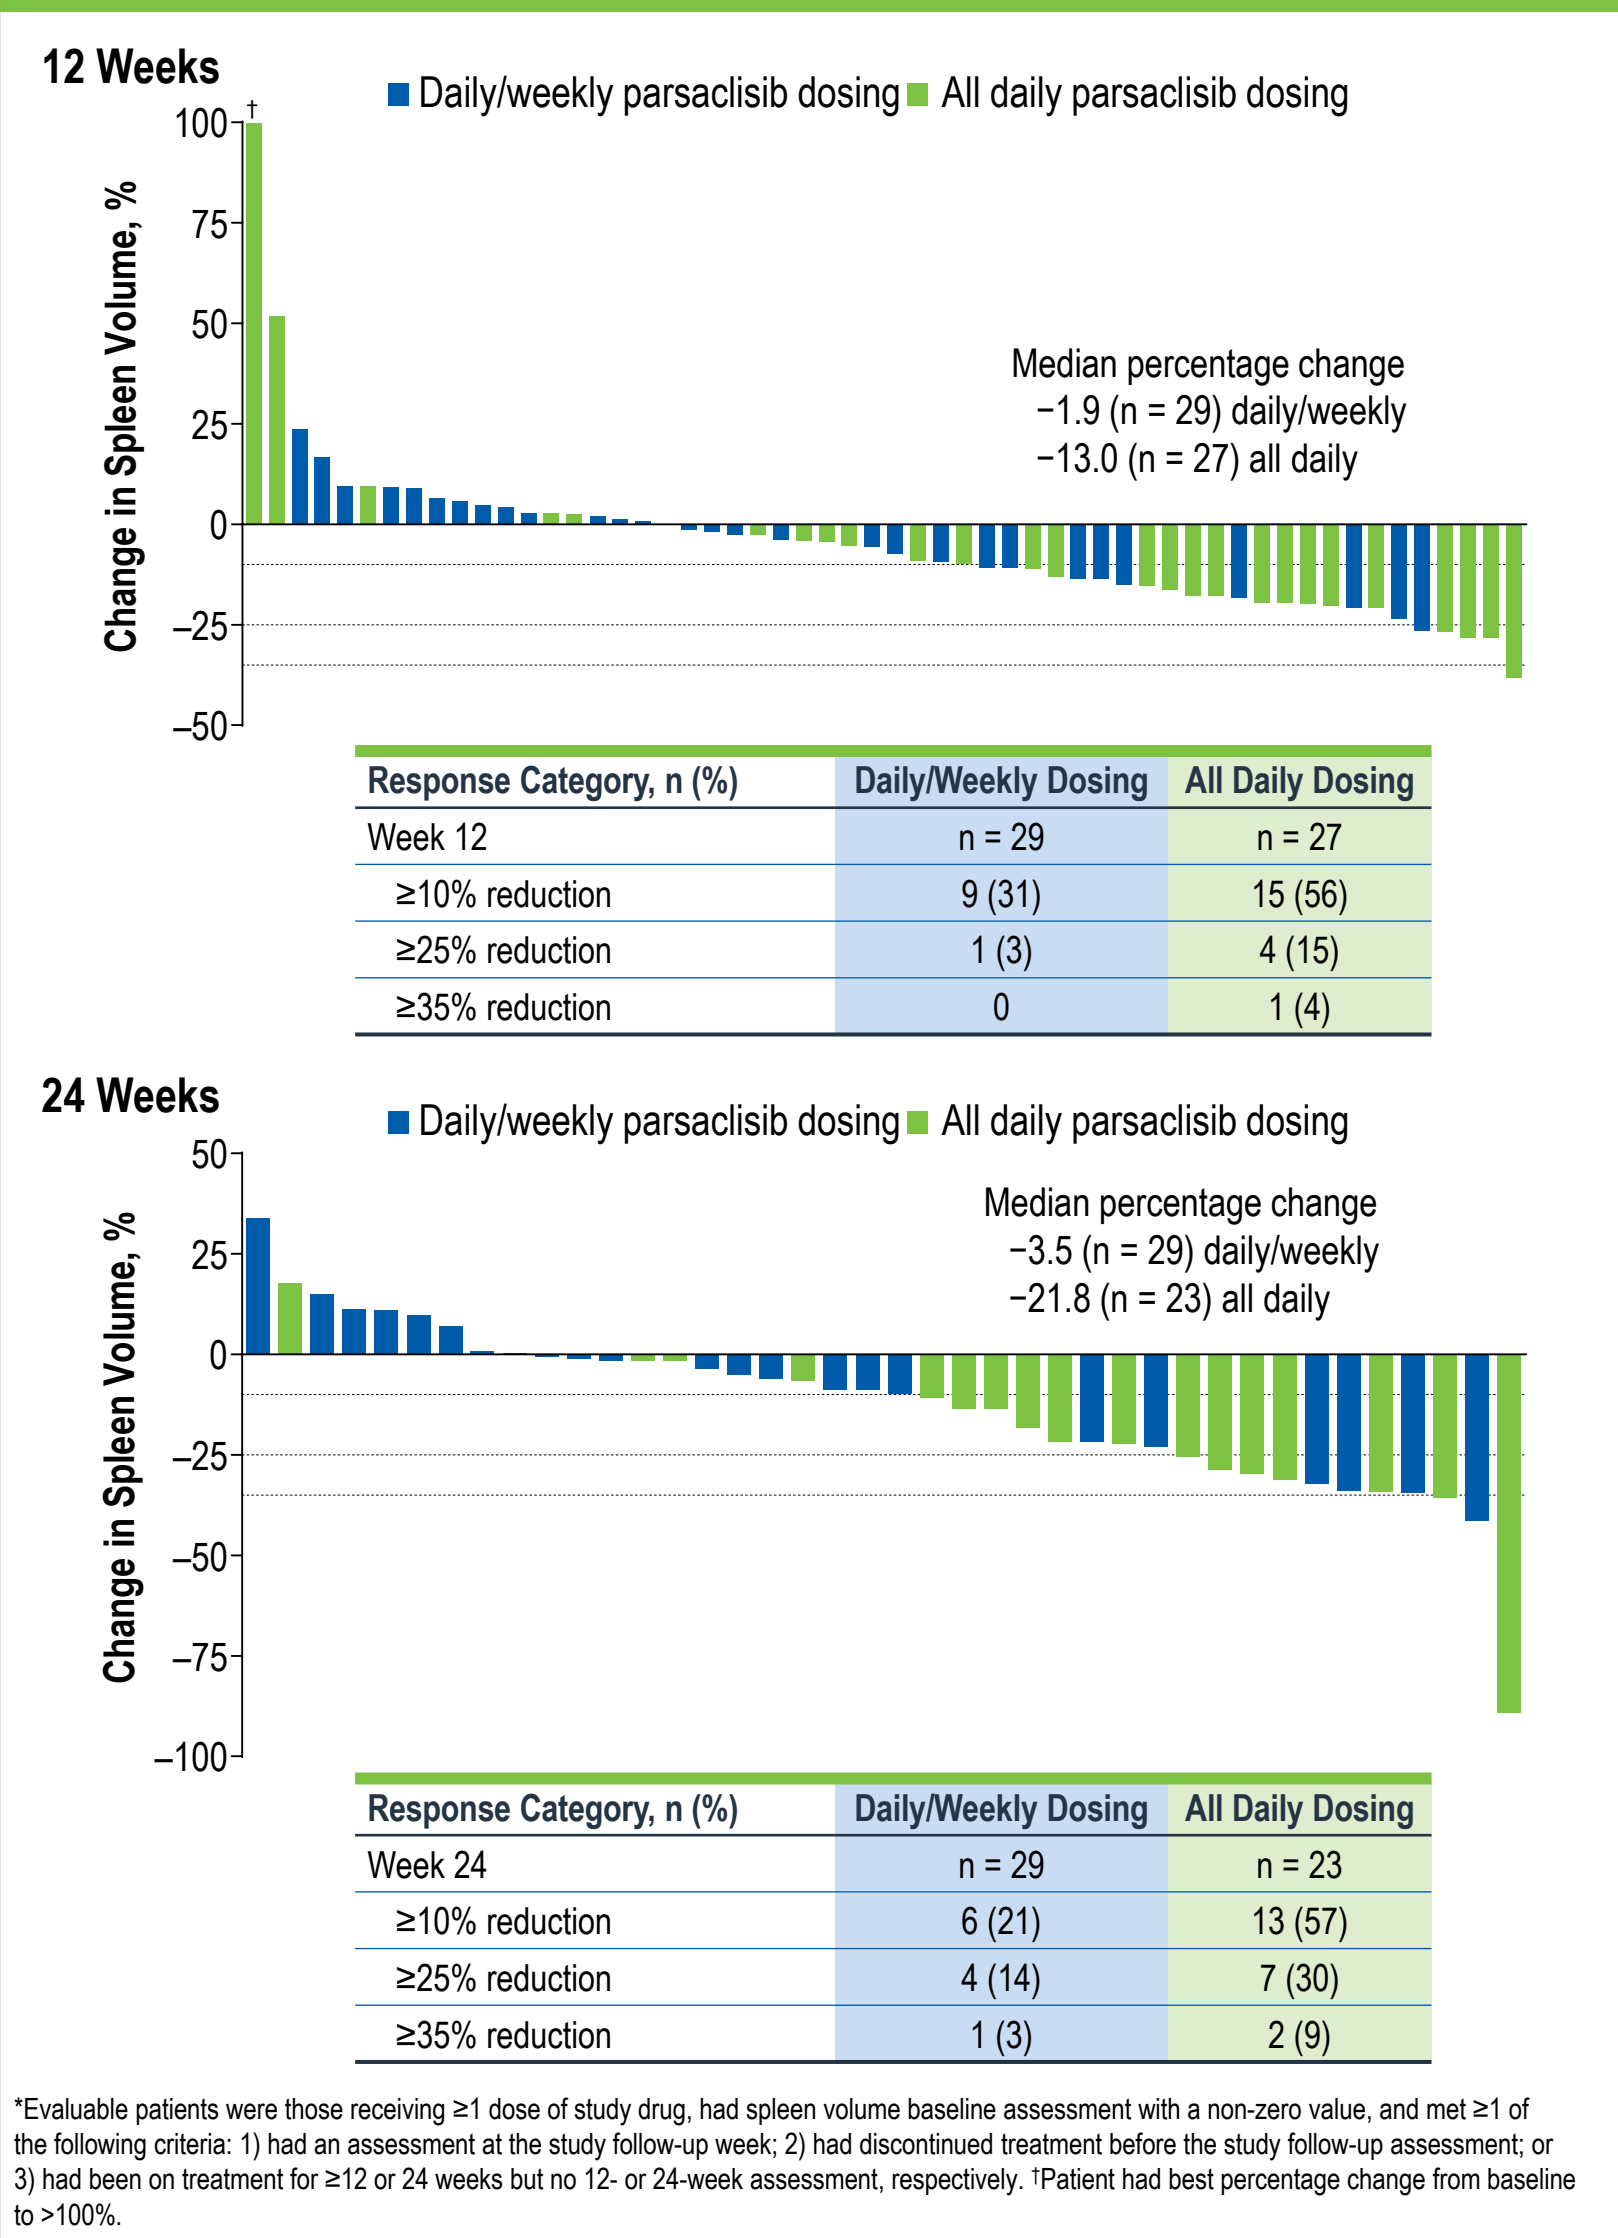 12 Weeks
Daily/weekly parsaclisib dosing All daily parsaclisib dosing
†
100
75
50
25
0
–25
–50
Change in Spleen Volume, %
Median percentage change
−1.9 (n = 29) daily/weekly
−13.0 (n = 27) all daily
Response Category, n (%) Daily/Weekly Dosing All Daily Dosing
Week 12 n = 29 n = 27
≥10% reduction 9 (31) 15 (56)
≥25% reduction 1 (3) 4 (15)
≥35% reduction 0 1 (4)
24 Weeks
Daily/weekly parsaclisib dosing All daily parsaclisib dosing
50
25
0
–25
–50
–75
–100
Change in Spleen Volume, %
Median percentage change
−3.5 (n = 29) daily/weekly
−21.8 (n = 23) all daily
Response Category, n (%) Daily/Weekly Dosing All Daily Dosing
Week 24 n = 29 n = 23
≥10% reduction 6 (21) 13 (57)
≥25% reduction 4 (14) 7 (30)
≥35% reduction 1 (3) 2 (9)
*Evaluable patients were those receiving ≥1 dose of study drug, had spleen volume baseline assessment with a non-zero value, and met ≥1 of
the following criteria: 1) had an assessment at the study follow-up week; 2) had discontinued treatment before the study follow-up assessment; or
3) had been on treatment for ≥12 or 24 weeks but no 12- or 24-week assessment, respectively. †Patient had best percentage change from baseline
to >100%.